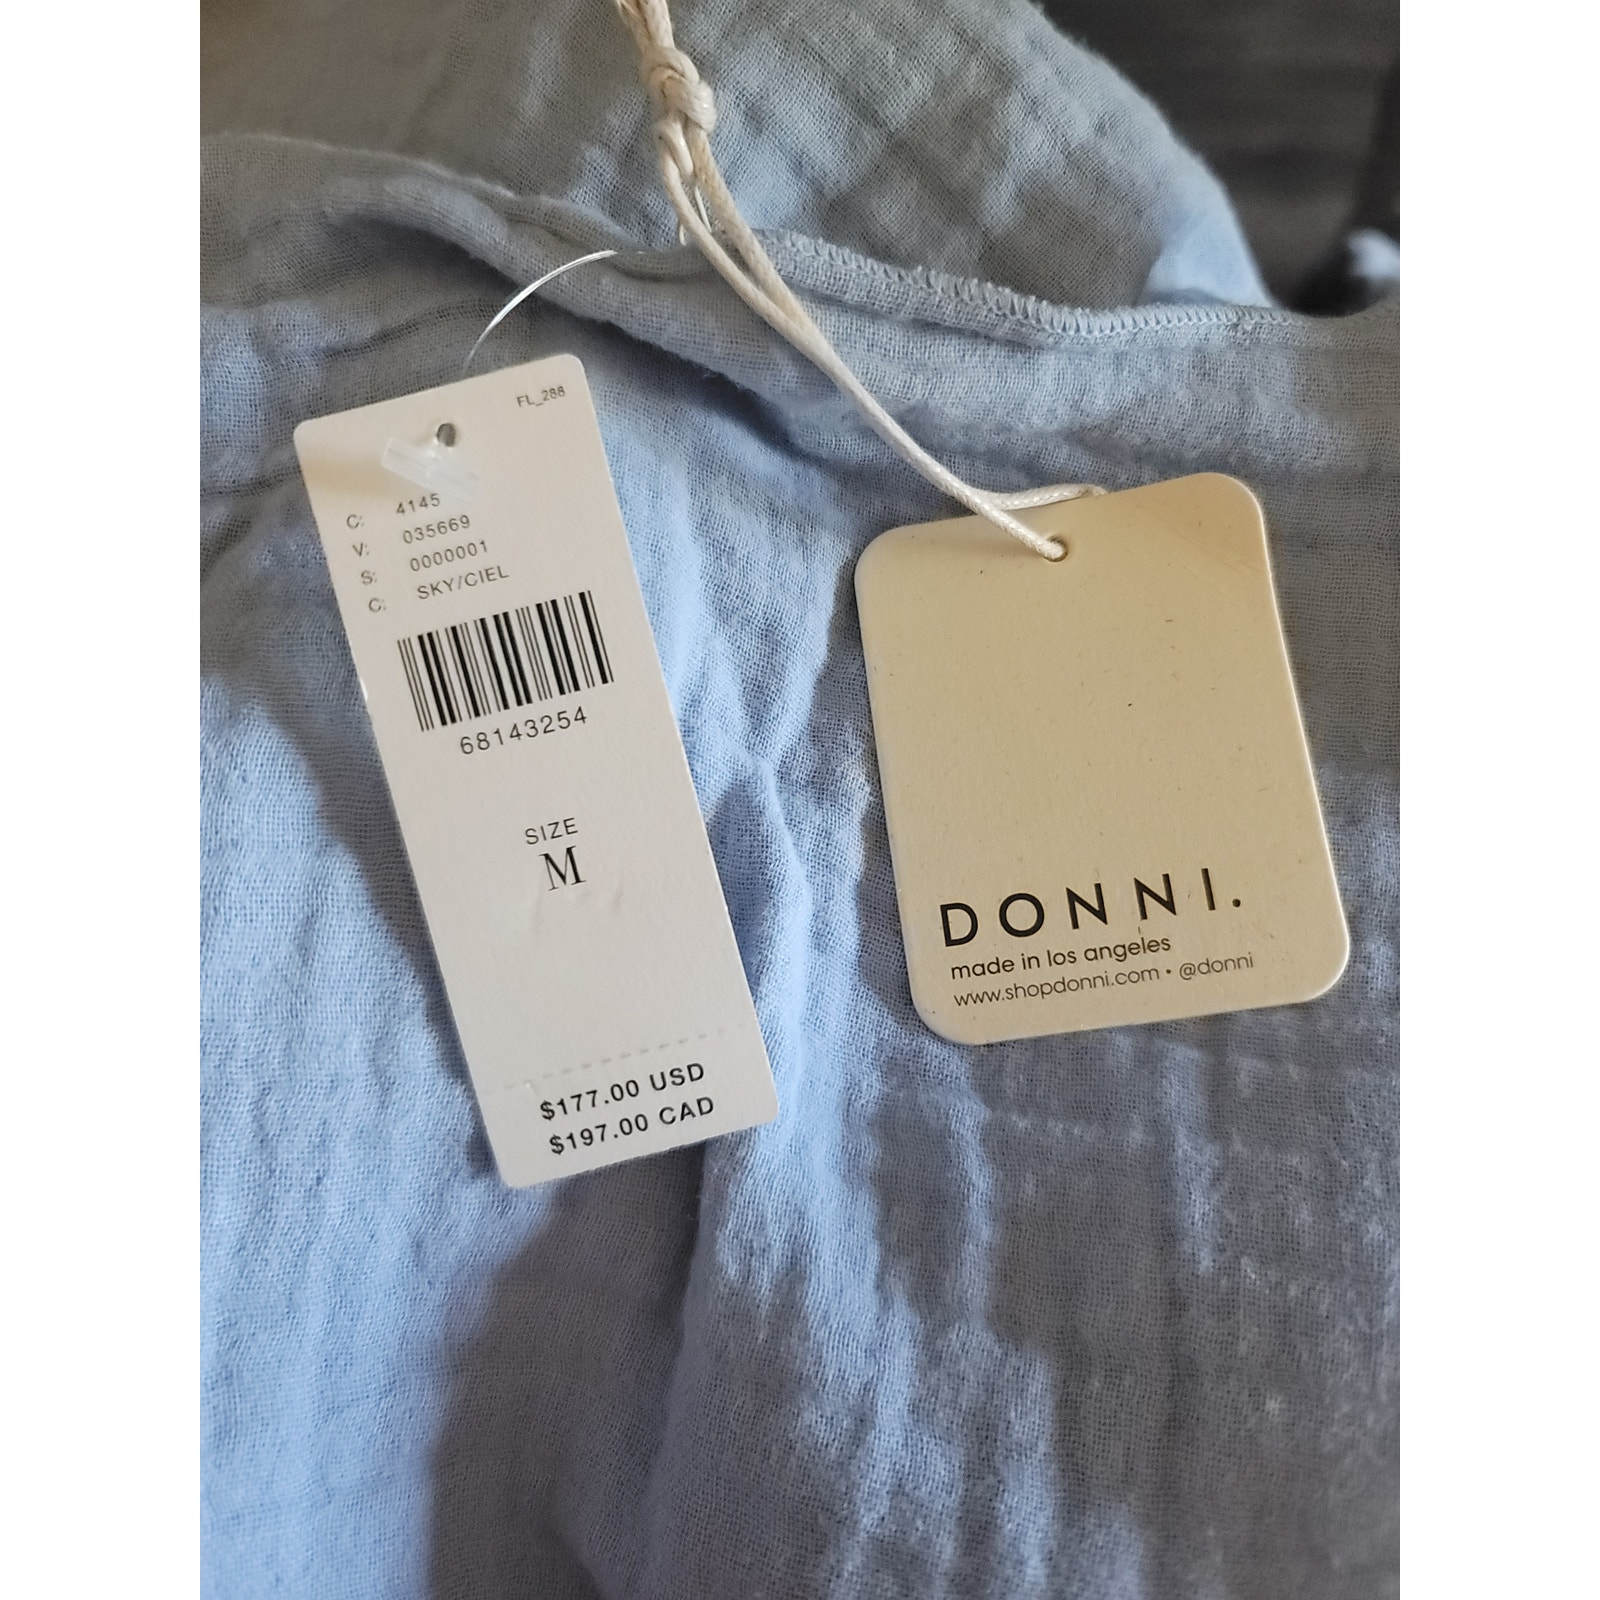 FL_288
C: 4145
V: 035669
S: 0000001
C: SKY/CIEL
68143254
SIZE
M
$177.00 USD
$197.00 CAD
DONNI.
made in los angeles
www.shopdonni.com • @donni